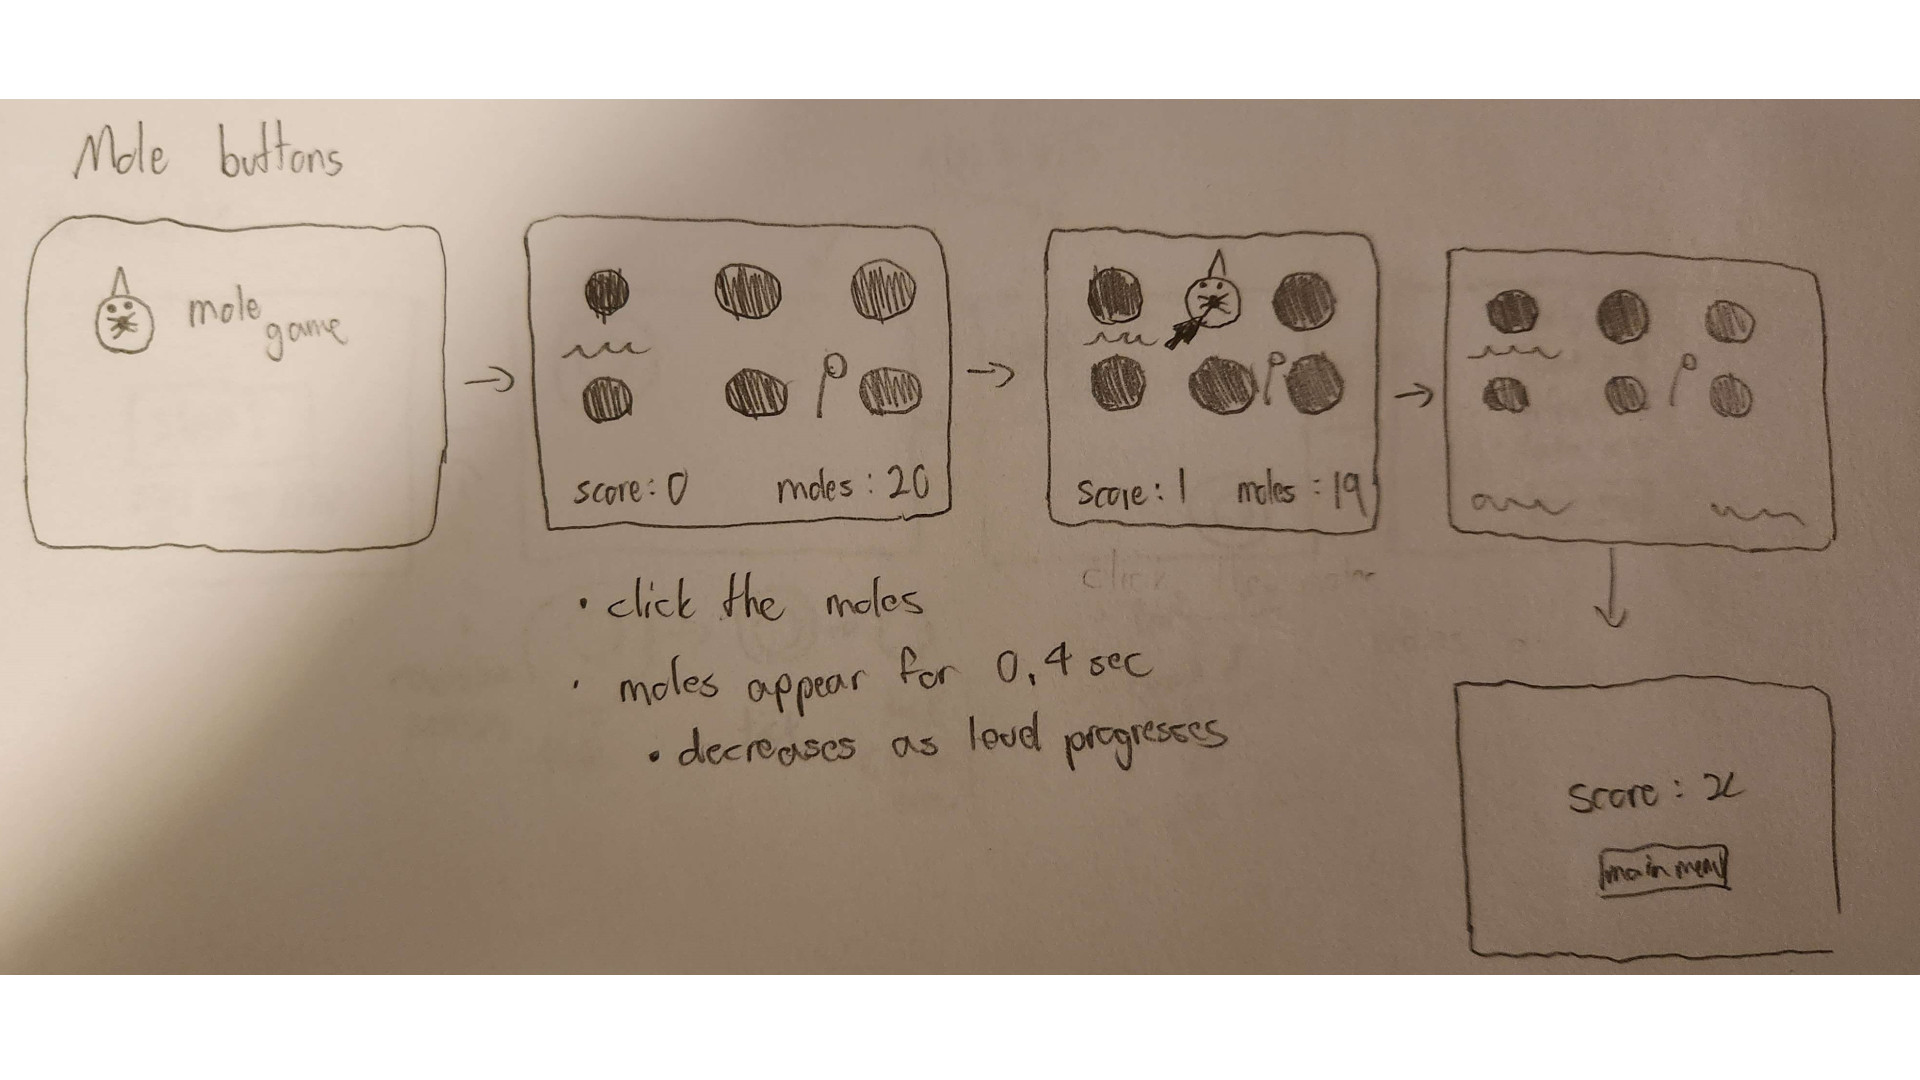 Mole buttons
mole
game
score: 0 moles: 20
score: 1 moles: 19
• click the moles
• moles appear for 0,4 sec
• decreases as level progresses
click
score: x
main menu